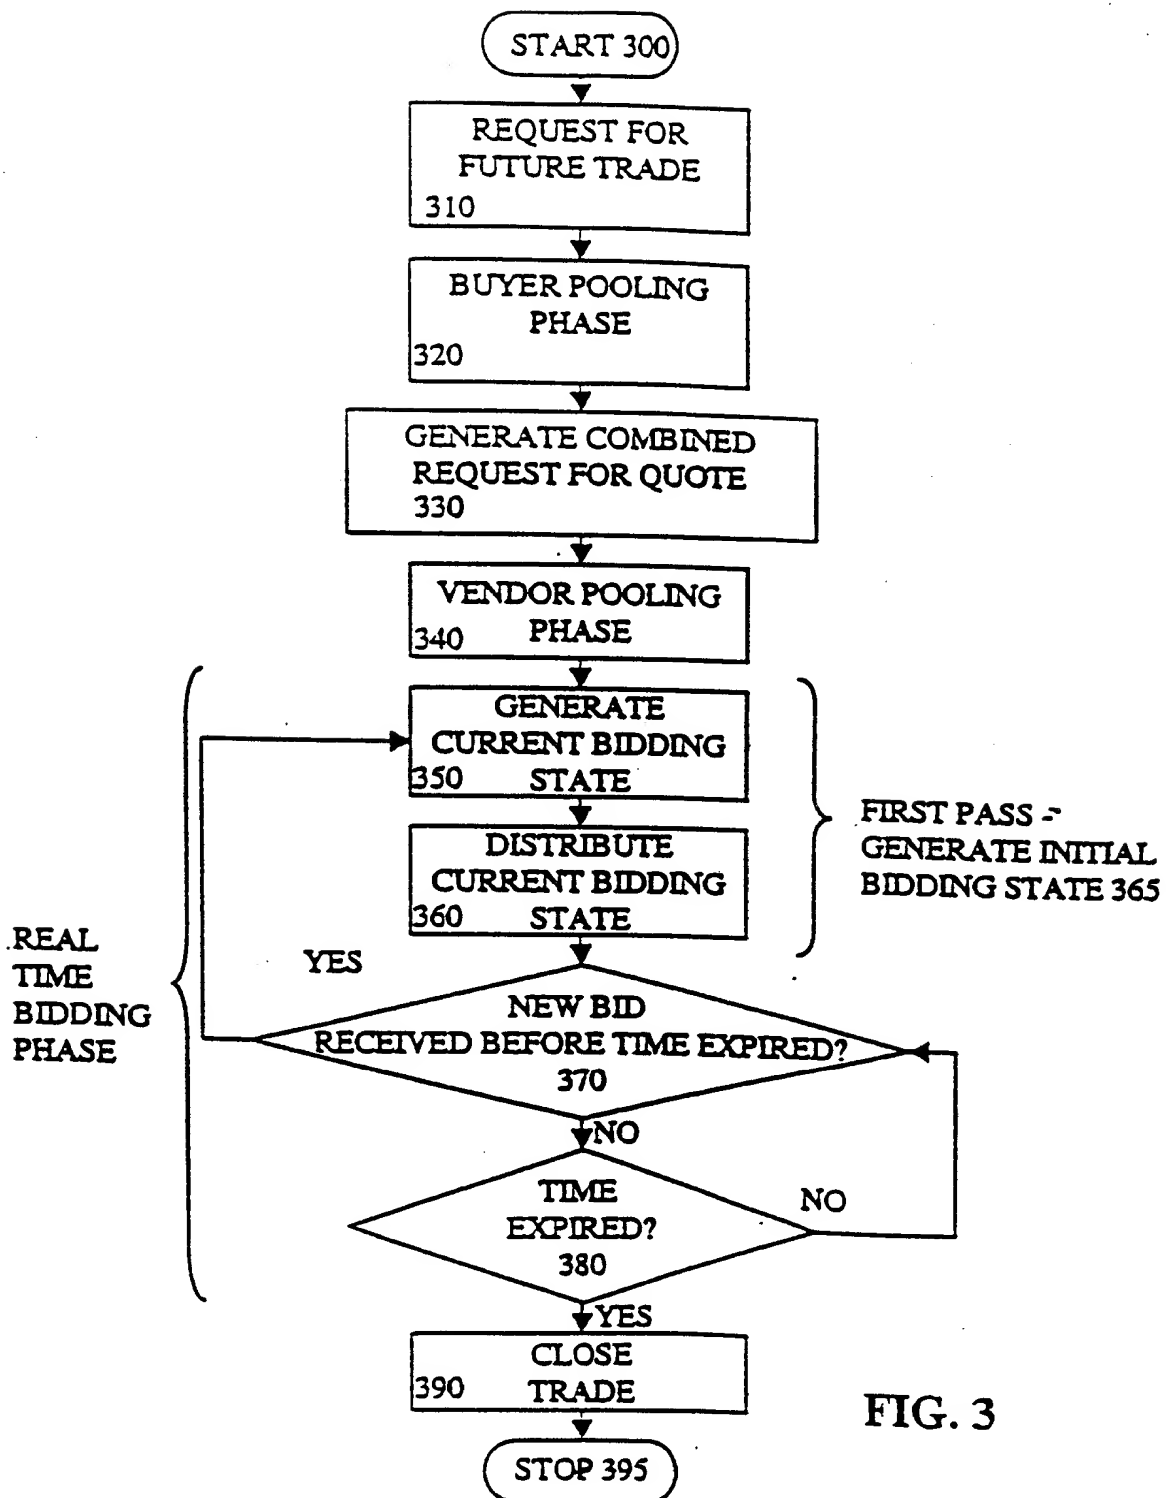 START 300
REQUEST FOR
FUTURE TRADE
310
BUYER POOLING
PHASE
320
GENERATE COMBINED
REQUEST FOR QUOTE
330
VENDOR POOLING
PHASE
340
GENERATE
CURRENT BIDDING
STATE
350
DISTRIBUTE
CURRENT BIDDING
STATE
360
FIRST PASS -
GENERATE INITIAL
BIDDING STATE 365
REAL
TIME
BIDDING
PHASE
YES
NEW BID
RECEIVED BEFORE TIME EXPIRED?
370
NO
TIME
EXPIRED?
380
NO
YES
CLOSE
TRADE
390
STOP 395
FIG. 3